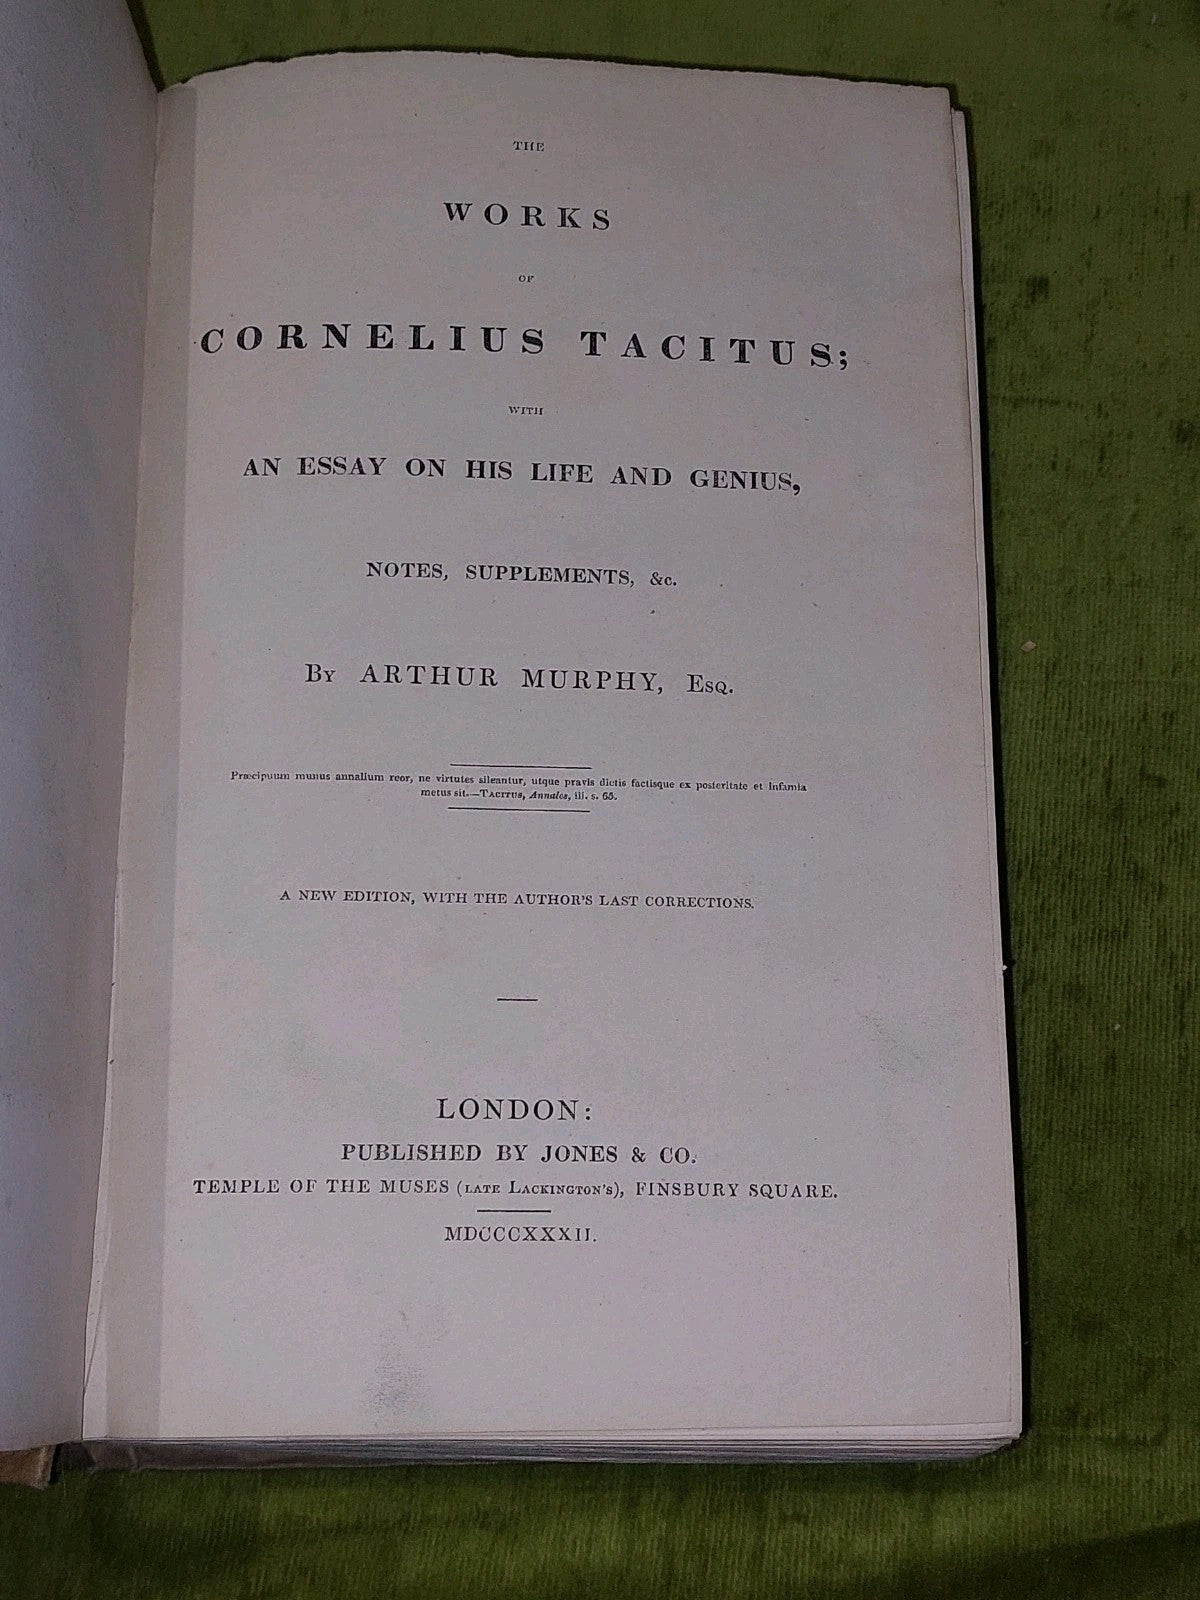 THE
WORKS
OF
CORNELIUS TACITUS;
WITH
AN ESSAY ON HIS LIFE AND GENIUS,
NOTES, SUPPLEMENTS, &c.
By ARTHUR MURPHY, Esq.
Præcipuum munus annalium reor, ne virtutes sileantur, utque pravis dictis factisque ex posteritate et infamia
metus sit.—Tacitus, Annales, iii. s. 65.
A NEW EDITION, WITH THE AUTHOR'S LAST CORRECTIONS.
LONDON:
PUBLISHED BY JONES & CO.
TEMPLE OF THE MUSES (late Lackington's), FINSBURY SQUARE.
MDCCCXXXII.